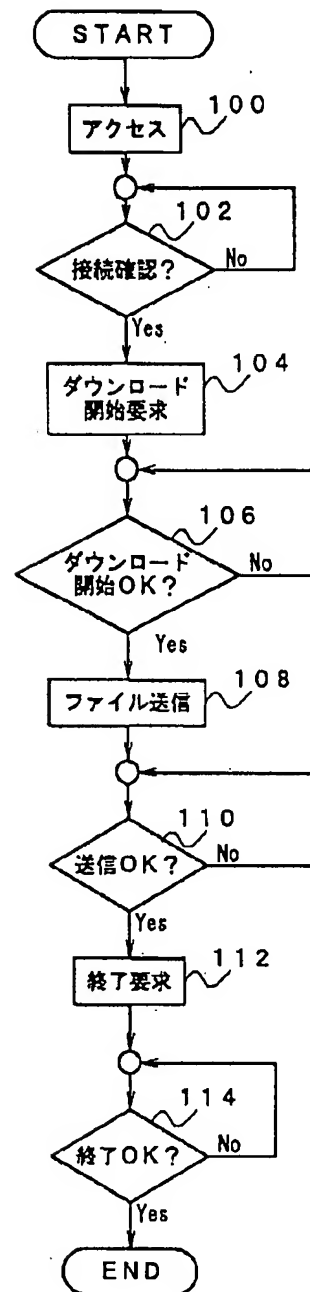 START
アクセス
100
102
接続確認?
No
Yes
ダウンロード
開始要求
104
106
ダウンロード
開始OK?
No
Yes
ファイル送信
108
110
送信OK?
No
Yes
終了要求
112
114
終了OK?
No
Yes
END